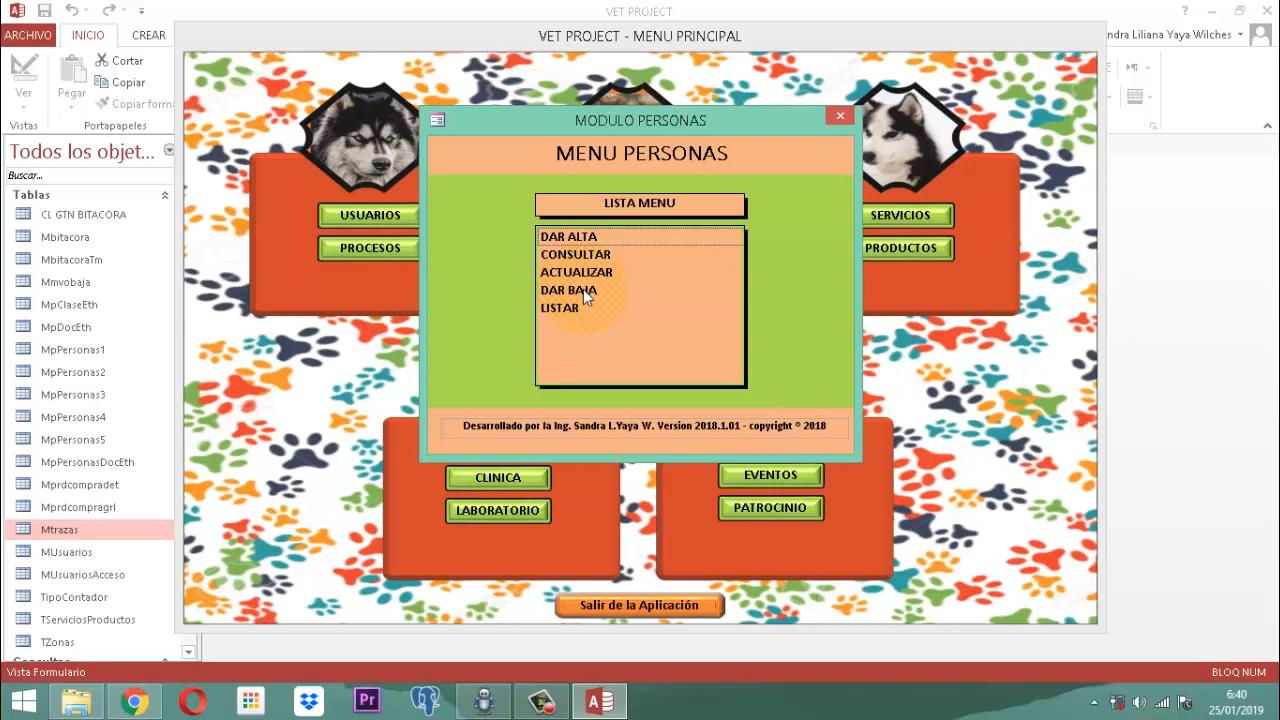 VET PROJECT
ARCHIVO
INICIO
CREAR
ndra Liliana Yaya Wilches
Ver
Pegar
Cortar
Copiar
Copiar form
Vistas
Portapapeles
VET PROJECT - MENU PRINCIPAL
Todos los objet...
Buscar...
Tablas
CL GTN BITACORA
Mbitacora
MbitacoraTm
Mmvobaja
MpClaseEth
MpDocEth
MpPersonas1
MpPersonas2
MpPersonas3
MpPersonas4
MpPersonas5
MpPersonasDocEth
Mprdcompradet
Mprdcompragrl
Mtrazas
MUsuarios
MUsuariosAcceso
TipoContador
TServiciosProductos
TZonas
USUARIOS
PROCESOS
SERVICIOS
PRODUCTOS
MODULO PERSONAS
MENU PERSONAS
LISTA MENU
DAR ALTA
CONSULTAR
ACTUALIZAR
DAR BAJA
LISTAR
Desarrollado por la Ing. Sandra L.Yaya W. Version 2018.1.01 - copyright © 2018
CLINICA
LABORATORIO
EVENTOS
PATROCINIO
Salir de la Aplicación
Vista Formulario
BLOQ NUM
Pr
6:40
25/01/2019